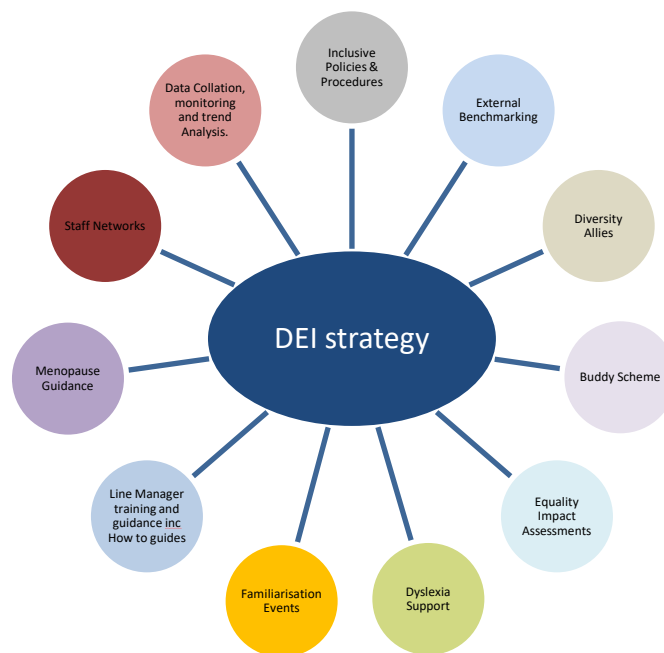 Inclusive
Policies &
Procedures
External
Benchmarking
Diversity
Allies
Buddy Scheme
Equality
Impact
Assessments
Dyslexia
Support
Familiarisation
Events
Line Manager
training and
guidance inc
How to guides
Menopause
Guidance
Staff Networks
Data Collation,
monitoring
and trend
Analysis.
DEI strategy